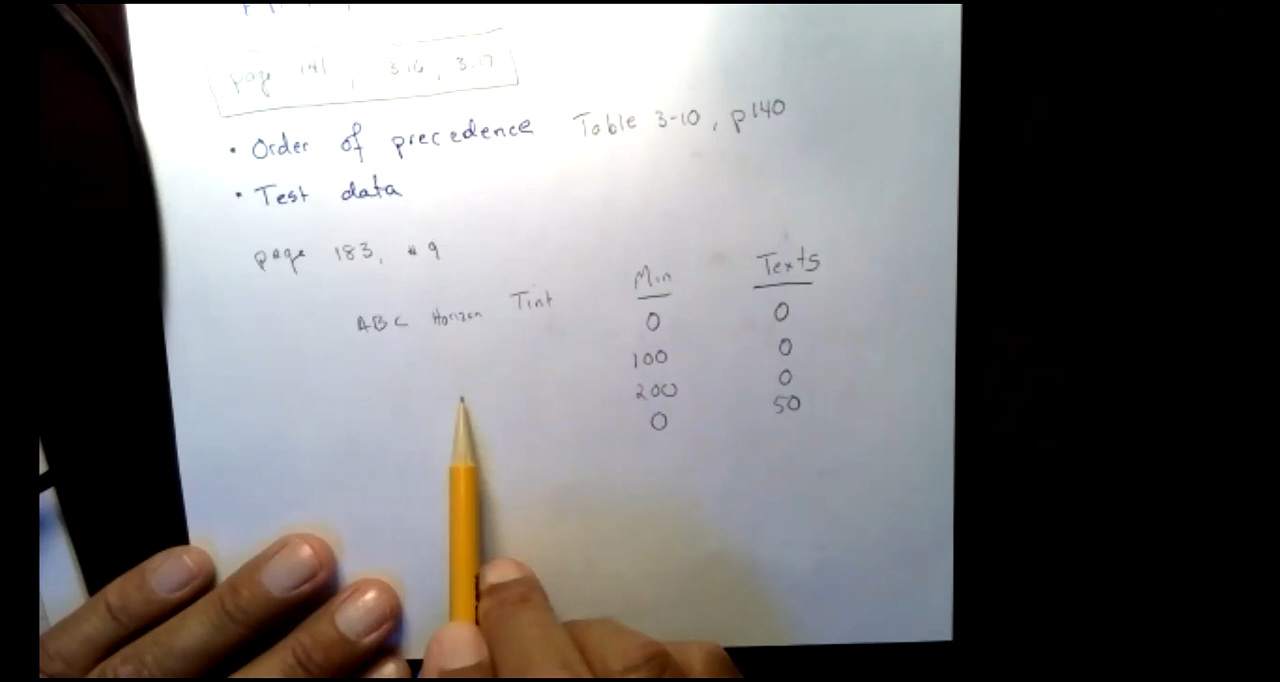 page 141, 3.16, 3.17
• Order of precedence Table 3-10, p140
• Test data
page 183, #9
ABC Horizon Tint Min Texts
0 0
100 0
200 0
0 50